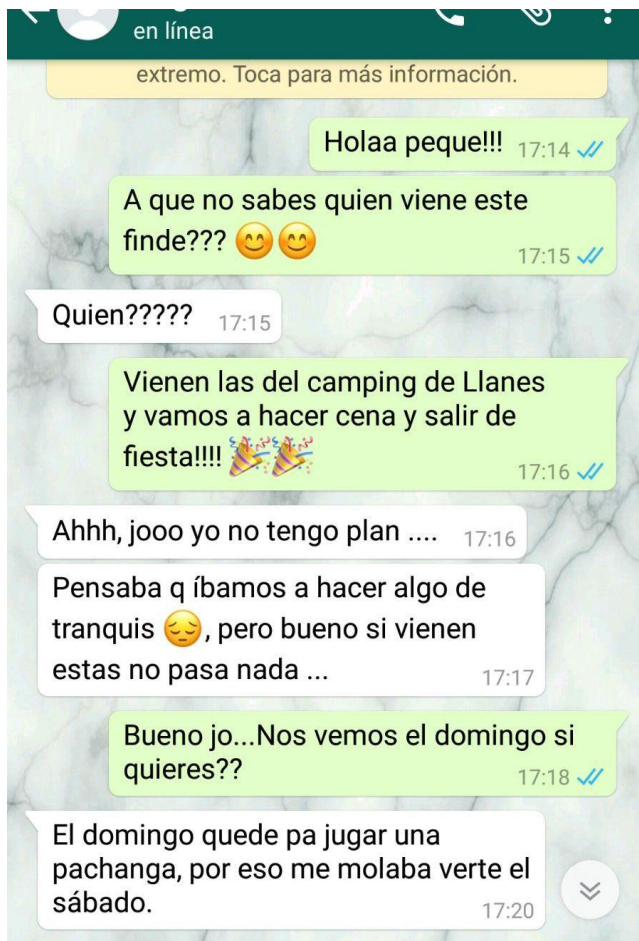 en línea
extremo. Toca para más información.
Holaa peque!!! 17:14
A que no sabes quien viene este
finde??? 😊😊 17:15
Quien????? 17:15
Vienen las del camping de Llanes
y vamos a hacer cena y salir de
fiesta!!!! 🎉🎉 17:16
Ahhh, jooo yo no tengo plan .... 17:16
Pensaba q íbamos a hacer algo de
tranquis 😔, pero bueno si vienen
estas no pasa nada ... 17:17
Bueno jo...Nos vemos el domingo si
quieres?? 17:18
El domingo quede pa jugar una
pachanga, por eso me molaba verte el
sábado. 17:20